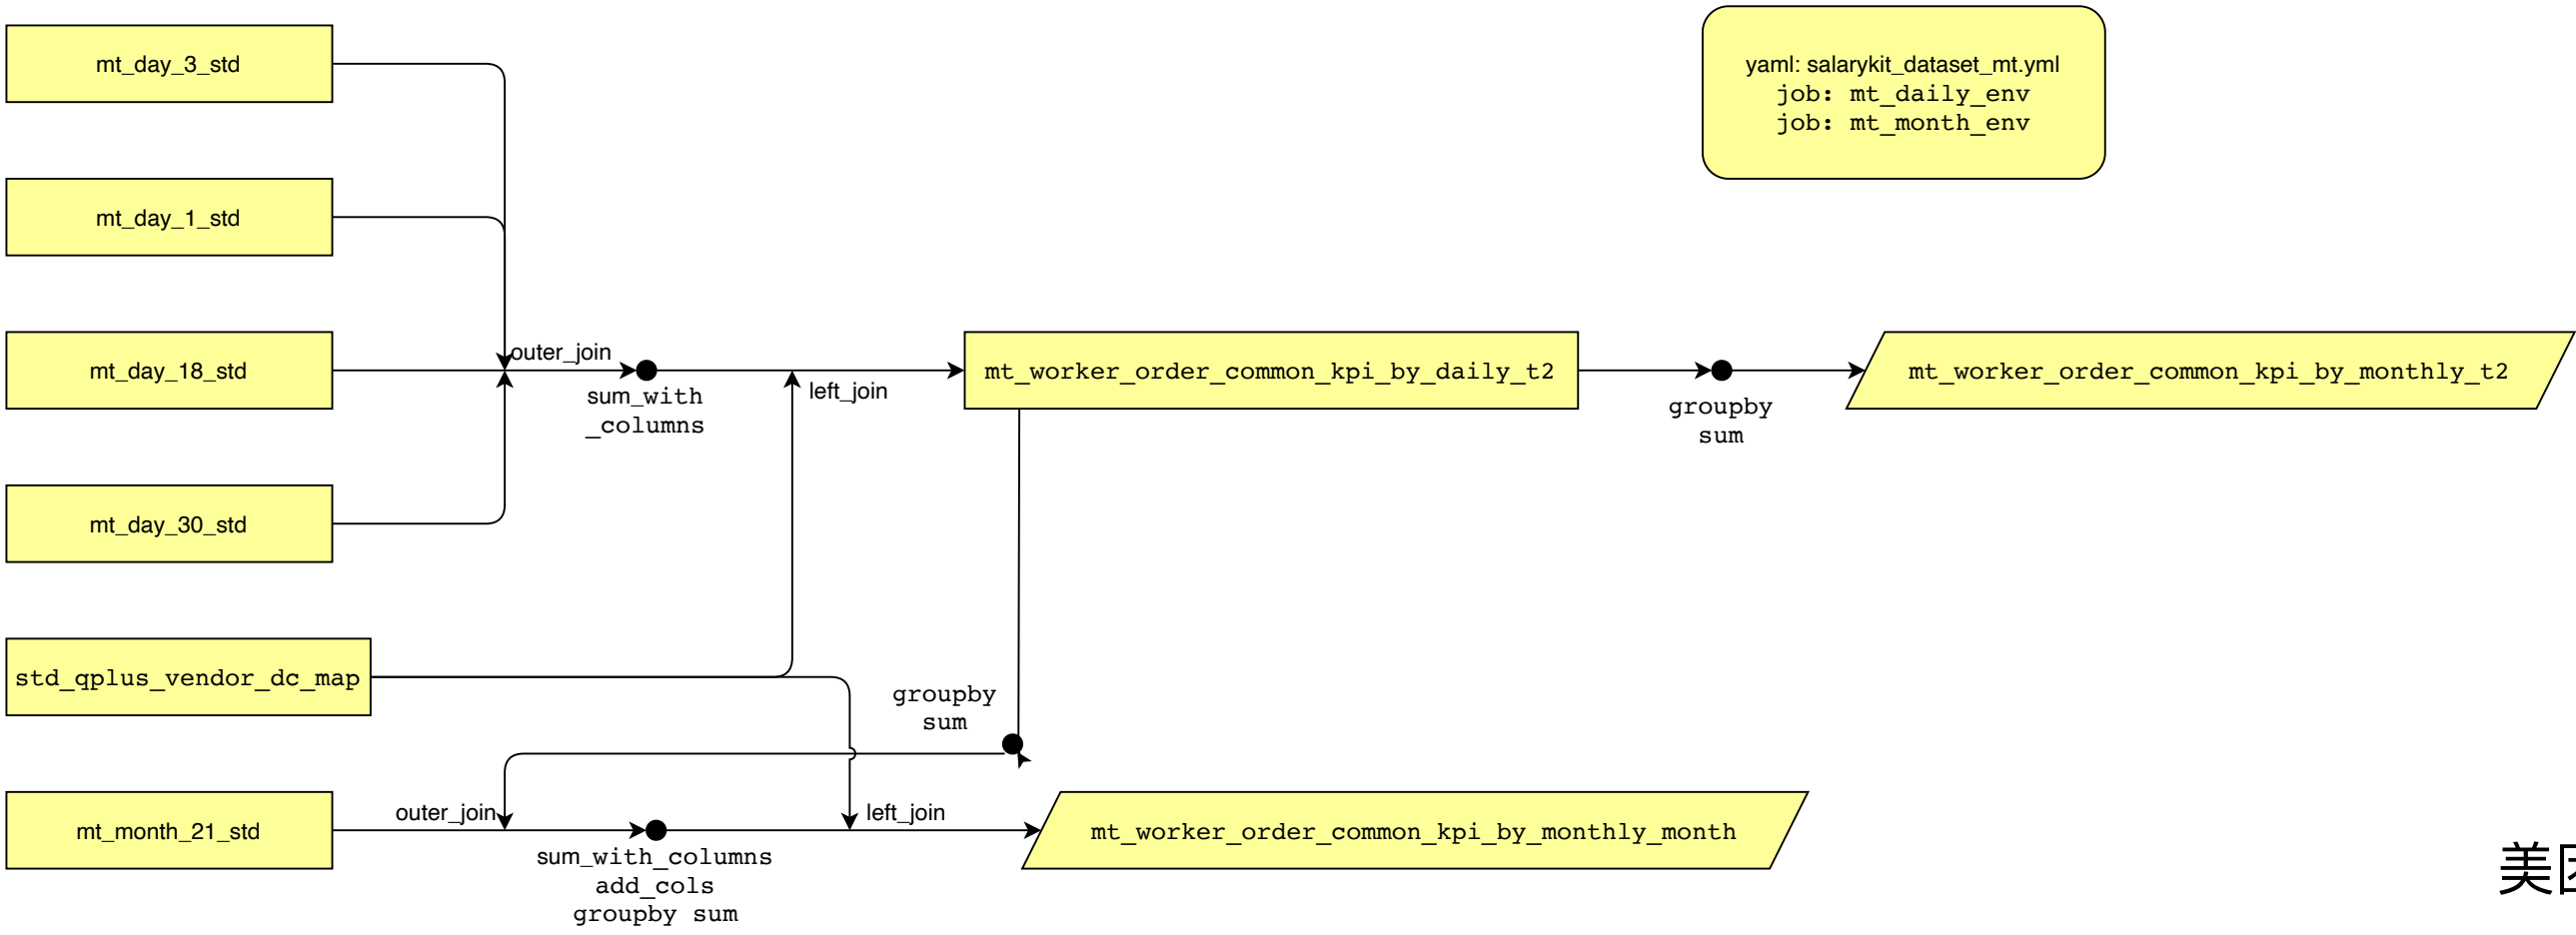 mt_day_3_std
yaml: salarykit_dataset_mt.yml
job: mt_daily_env
job: mt_month_env
mt_day_1_std
mt_day_18_std
outer_join
sum_with
_columns
left_join
mt_worker_order_common_kpi_by_daily_t2
groupby
sum
mt_worker_order_common_kpi_by_monthly_t2
mt_day_30_std
std_qplus_vendor_dc_map
groupby
sum
mt_month_21_std
outer_join
sum_with_columns
add_cols
groupby sum
left_join
mt_worker_order_common_kpi_by_monthly_month
美